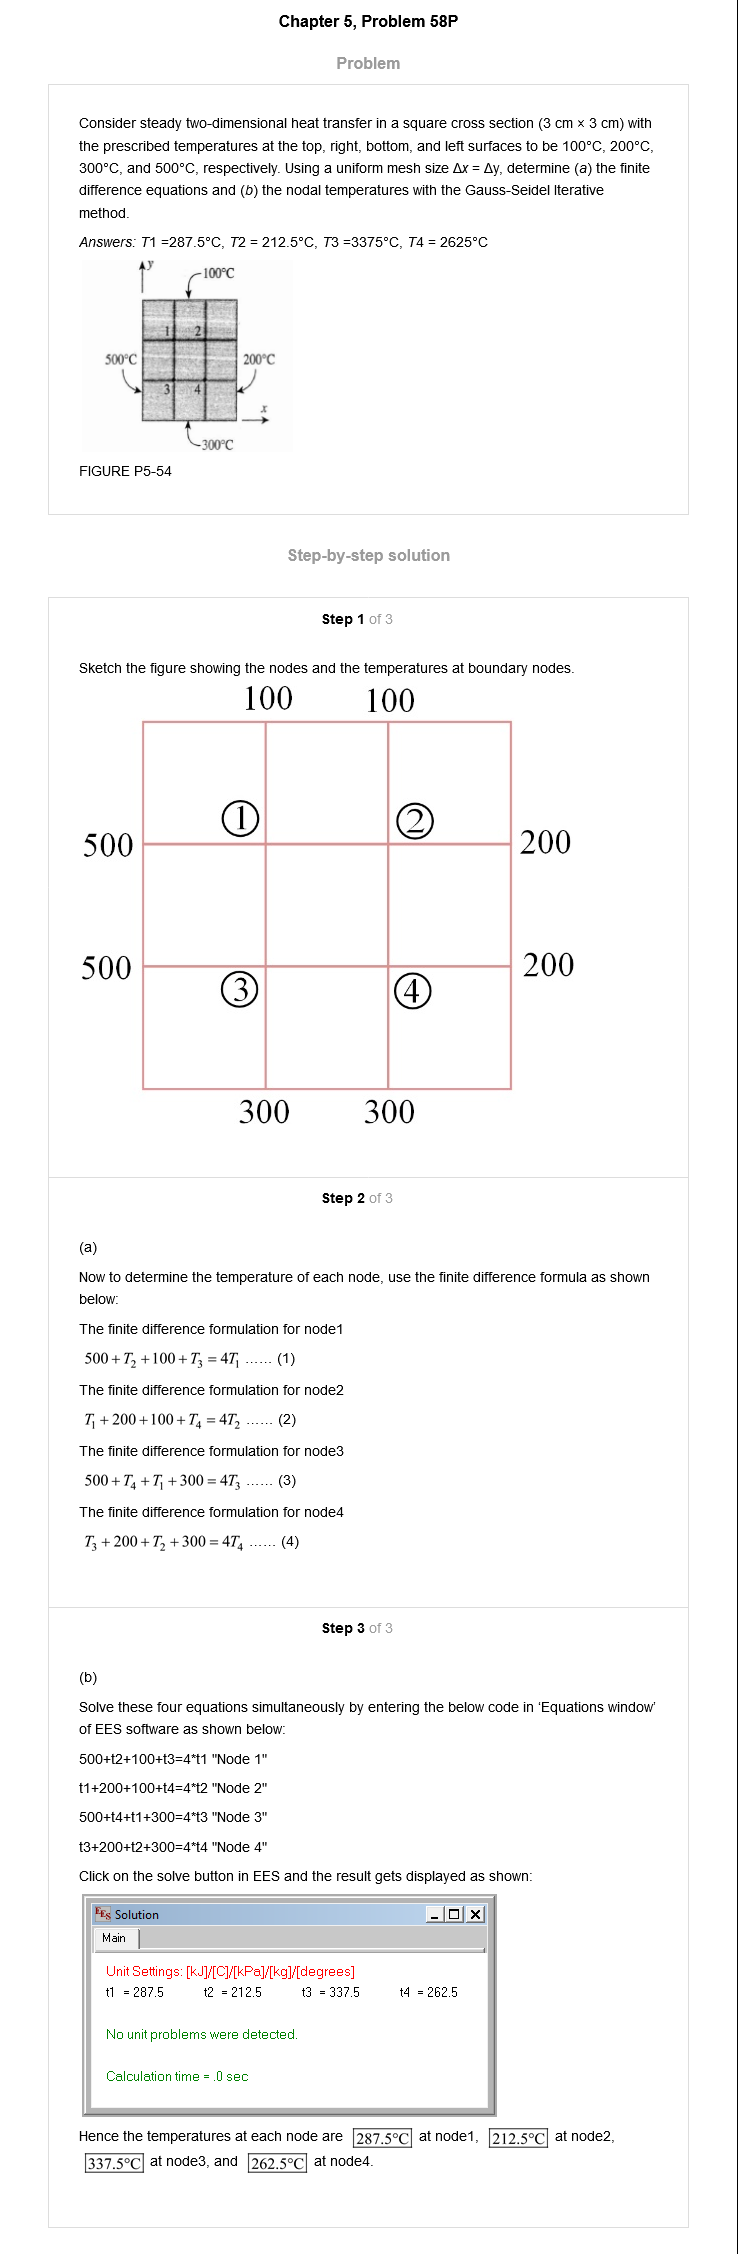 Chapter 5, Problem 58P
Problem
Consider steady two-dimensional heat transfer in a square cross section (3 cm × 3 cm) with
the prescribed temperatures at the top, right, bottom, and left surfaces to be 100°C, 200°C,
300°C, and 500°C, respectively. Using a uniform mesh size Δx = Δy, determine (a) the finite
difference equations and (b) the nodal temperatures with the Gauss-Seidel Iterative
method.
Answers: T1 =287.5°C, T2 = 212.5°C, T3 =3375°C, T4 = 2625°C
y
100°C
1 2
500°C 200°C
3 4
x
300°C
FIGURE P5-54
Step-by-step solution
Step 1 of 3
Sketch the figure showing the nodes and the temperatures at boundary nodes.
100 100
1 2
500 200
500 200
3 4
300 300
Step 2 of 3
(a)
Now to determine the temperature of each node, use the finite difference formula as shown
below:
The finite difference formulation for node1
500 + T₂ + 100 + T₃ = 4T₁ ...... (1)
The finite difference formulation for node2
T₁ + 200 + 100 + T₄ = 4T₂ ...... (2)
The finite difference formulation for node3
500 + T₄ + T₁ + 300 = 4T₃ ...... (3)
The finite difference formulation for node4
T₃ + 200 + T₂ + 300 = 4T₄ ...... (4)
Step 3 of 3
(b)
Solve these four equations simultaneously by entering the below code in ‘Equations window’
of EES software as shown below:
500+t2+100+t3=4*t1 "Node 1"
t1+200+100+t4=4*t2 "Node 2"
500+t4+t1+300=4*t3 "Node 3"
t3+200+t2+300=4*t4 "Node 4"
Click on the solve button in EES and the result gets displayed as shown:
EES Solution
Main
Unit Settings: [kJ]/[C]/[kPa]/[kg]/[degrees]
t1 = 287.5 t2 = 212.5 t3 = 337.5 t4 = 262.5
No unit problems were detected.
Calculation time = .0 sec
Hence the temperatures at each node are 287.5°C at node1, 212.5°C at node2,
337.5°C at node3, and 262.5°C at node4.